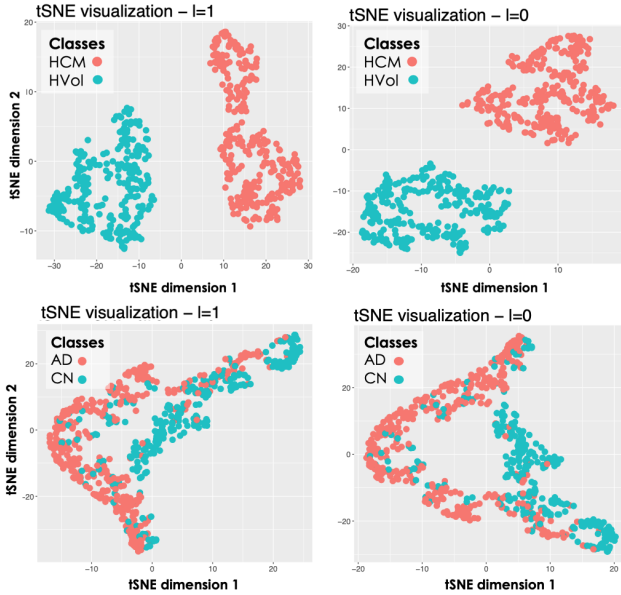 tSNE visualization – l=1
Classes
HCM
HVol
20
10
0
−10
−30
−20
−10
0
10
20
30
tSNE dimension 2
tSNE dimension 1
tSNE visualization – l=0
Classes
HCM
HVol
30
20
10
0
−10
−20
−20
−10
0
10
tSNE dimension 1
tSNE visualization – l=1
Classes
AD
CN
20
0
−20
−10
0
10
20
tSNE dimension 2
tSNE dimension 1
tSNE visualization – l=0
Classes
AD
CN
20
0
−20
−20
−10
0
10
20
tSNE dimension 1